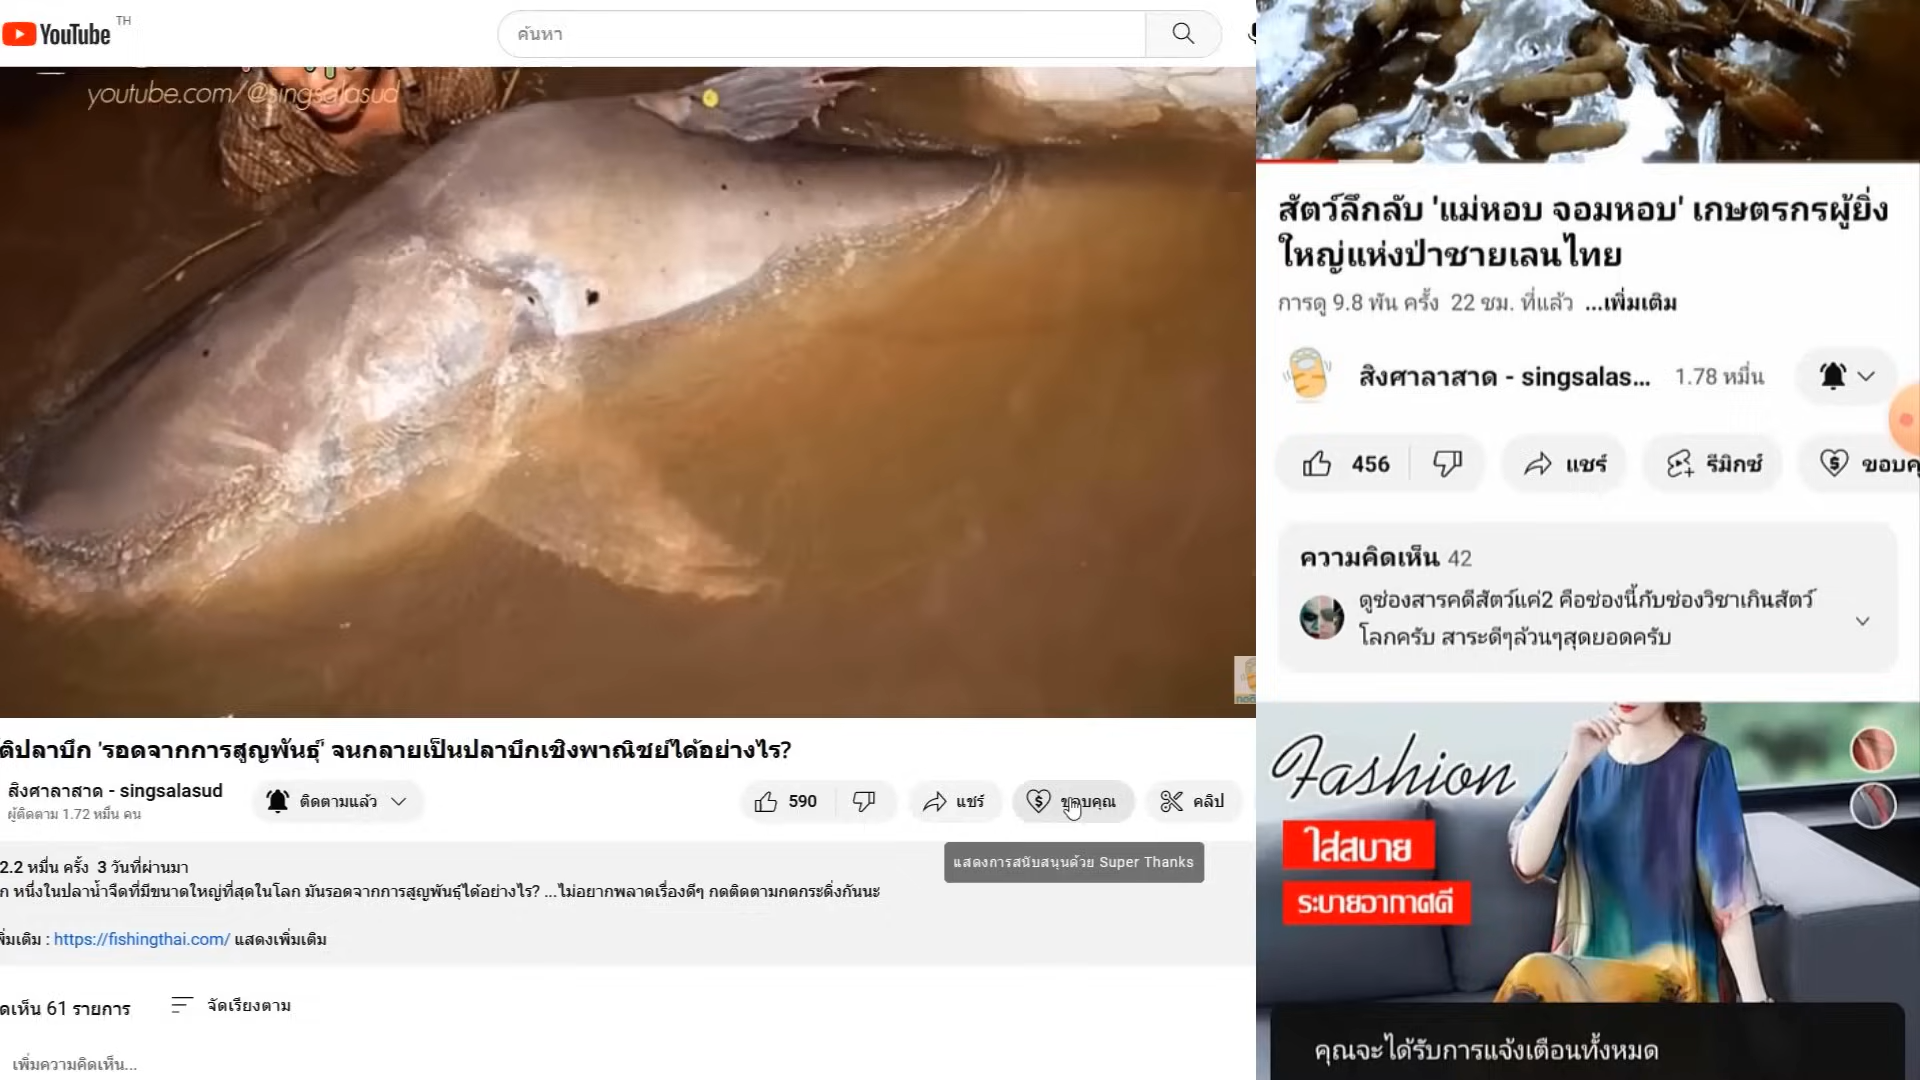 YouTube TH
ค้นหา
youtube.com/@singsalasud
ติปลาบึก 'รอดจากการสูญพันธุ์' จนกลายเป็นปลาบึกเชิงพาณิชย์ได้อย่างไร?
สิงศาลาสาด - singsalasud
ผู้ติดตาม 1.72 หมื่น คน
ติดตามแล้ว
590
แชร์
ขอบคุณ
คลิป
แสดงการสนับสนุนด้วย Super Thanks
2.2 หมื่น ครั้ง 3 วันที่ผ่านมา
ก หนึ่งในปลาน้ำจืดที่มีขนาดใหญ่ที่สุดในโลก มันรอดจากการสูญพันธุ์ได้อย่างไร? ...ไม่อยากพลาดเรื่องดีๆ กดติดตามกดกระดิ่งกันนะ
พิ่มเติม : https://fishingthai.com/ แสดงเพิ่มเติม
ดเห็น 61 รายการ
จัดเรียงตาม
เพิ่มความคิดเห็น...
สัตว์ลึกลับ 'แม่หอบ จอมหอบ' เกษตรกรผู้ยิ่ง
ใหญ่แห่งป่าชายเลนไทย
การดู 9.8 พัน ครั้ง 22 ชม. ที่แล้ว ...เพิ่มเติม
สิงศาลาสาด - singsalas... 1.78 หมื่น
456
แชร์
รีมิกซ์
ขอบค
ความคิดเห็น 42
ดูช่องสารคดีสัตว์แค่2 คือช่องนี้กับช่องวิชาเกินสัตว์
โลกครับ สาระดีๆล้วนๆสุดยอดครับ
Fashion
ใส่สบาย
ระบายอากาศดี
คุณจะได้รับการแจ้งเตือนทั้งหมด